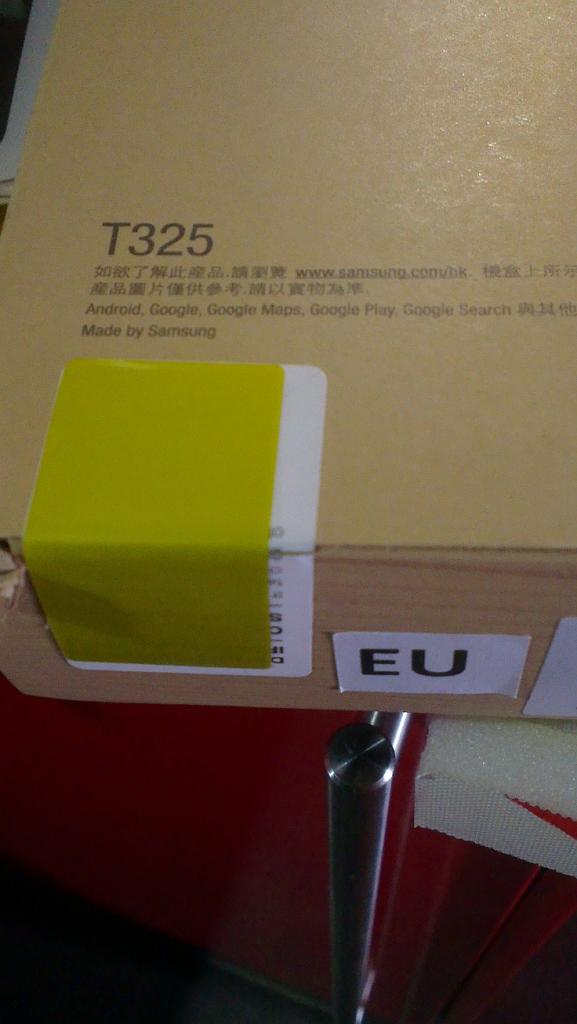 T325
如欲了解此產品，請瀏覽 www.samsung.com/hk. 機盒上所示
產品圖片僅供參考，請以實物為準.
Android, Google, Google Maps, Google Play, Google Search 與其他
Made by Samsung
EU